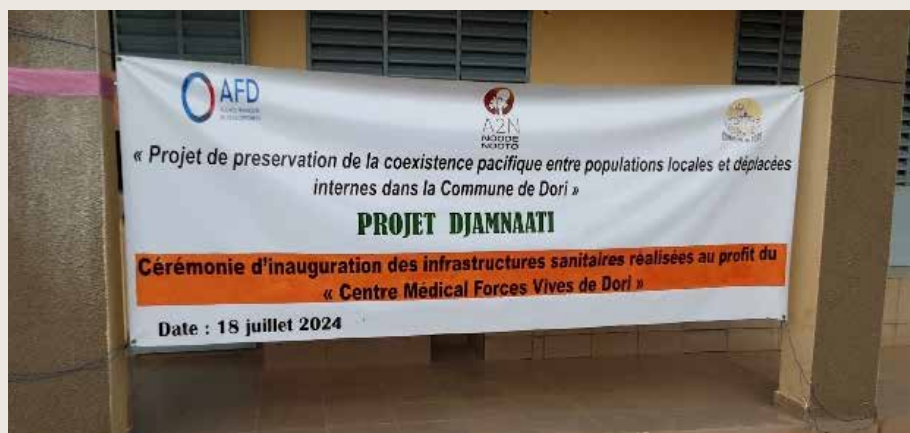 AFD
A2N
NODDE
NOOTO
« Projet de preservation de la coexistence pacifique entre populations locales et déplacées
internes dans la Commune de Dori »
PROJET DJAMNAATI
Cérémonie d'inauguration des infrastructures sanitaires réalisées au profit du
« Centre Médical Forces Vives de Dori »
Date : 18 juillet 2024